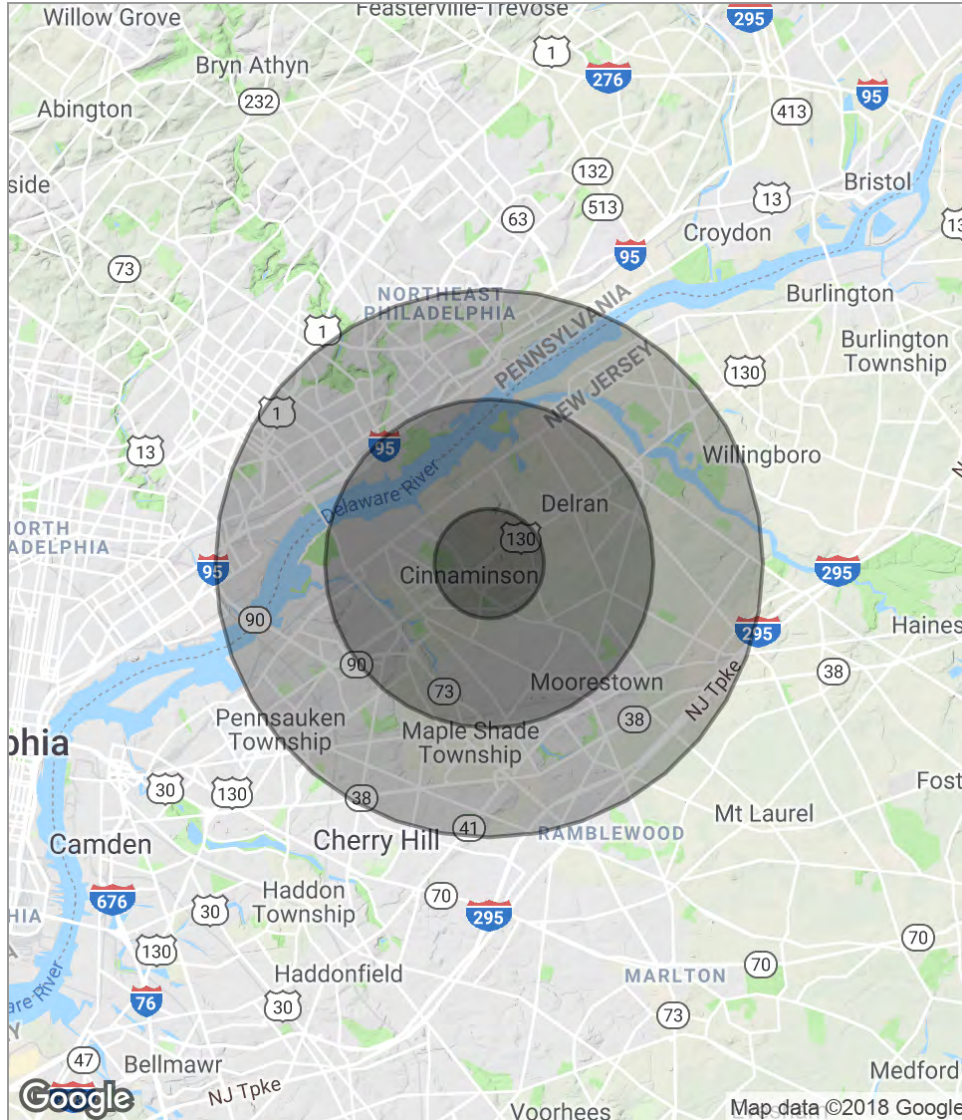 Feasterville-Trevose
Willow Grove
295
1
Bryn Athyn
276
95
232
Abington
413
132
side
Bristol
513
13
63
13
Croydon
95
73
NORTHEAST
PHILADELPHIA
Burlington
1
PENNSYLVANIA
Burlington
Township
NEW JERSEY
130
1
95
13
Willingboro
Delaware River
Delran
NORTH
ADELPHIA
130
95
Cinnaminson
295
90
Haines
295
90
38
Moorestown
73
NJ Tpke
Pennsauken
Township
38
Maple Shade
Township
phia
30
130
38
Fost
Mt Laurel
41
RAMBLEWOOD
Camden
Cherry Hill
676
Haddon
Township
70
30
295
PHIA
70
130
70
Haddonfield
MARLTON
are River
76
30
73
47
Bellmawr
Medford
NJ Tpke
Google
Voorhees
Map data ©2018 Google